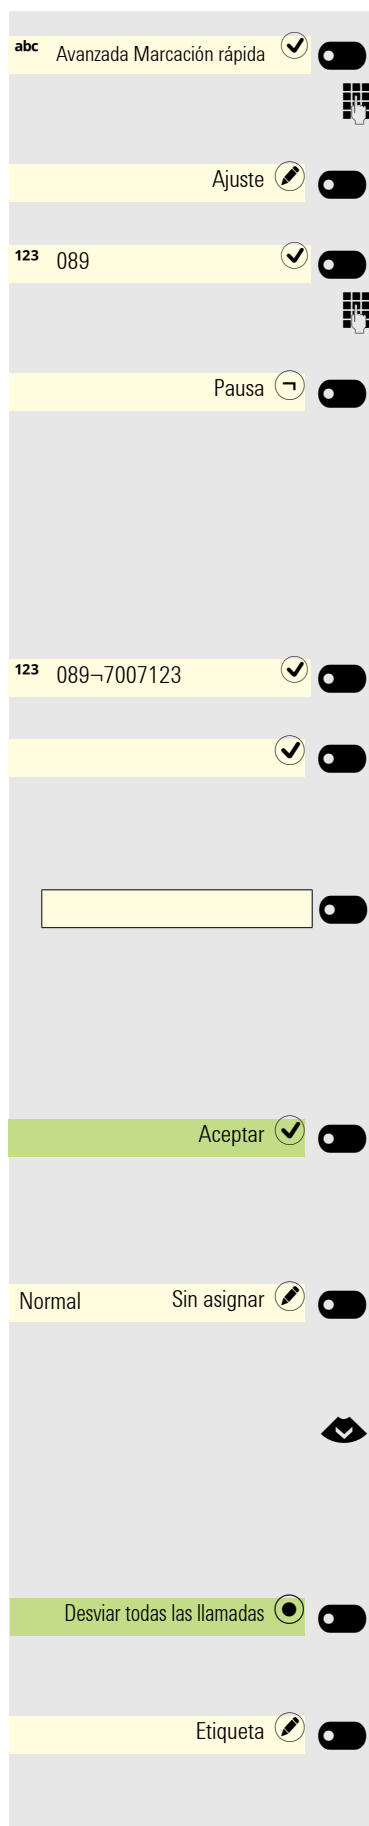 abc Avanzada Marcación rápida
Ajuste
123 089
Pausa
123 089¬7007123
Aceptar
Normal Sin asignar
Desviar todas las llamadas
Etiqueta